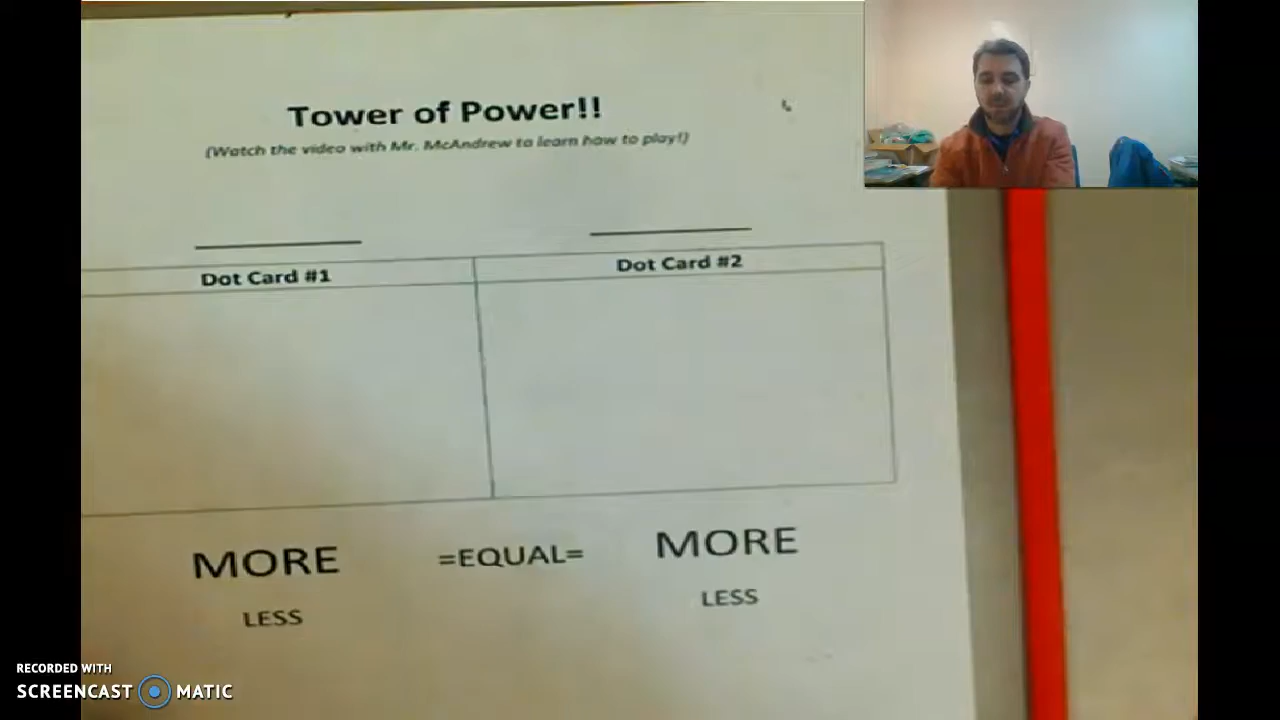 Tower of Power!!
(Watch the video with Mr. McAndrew to learn how to play!)
Dot Card #1
Dot Card #2
MORE
=EQUAL=
MORE
LESS
LESS
RECORDED WITH
SCREENCAST MATIC